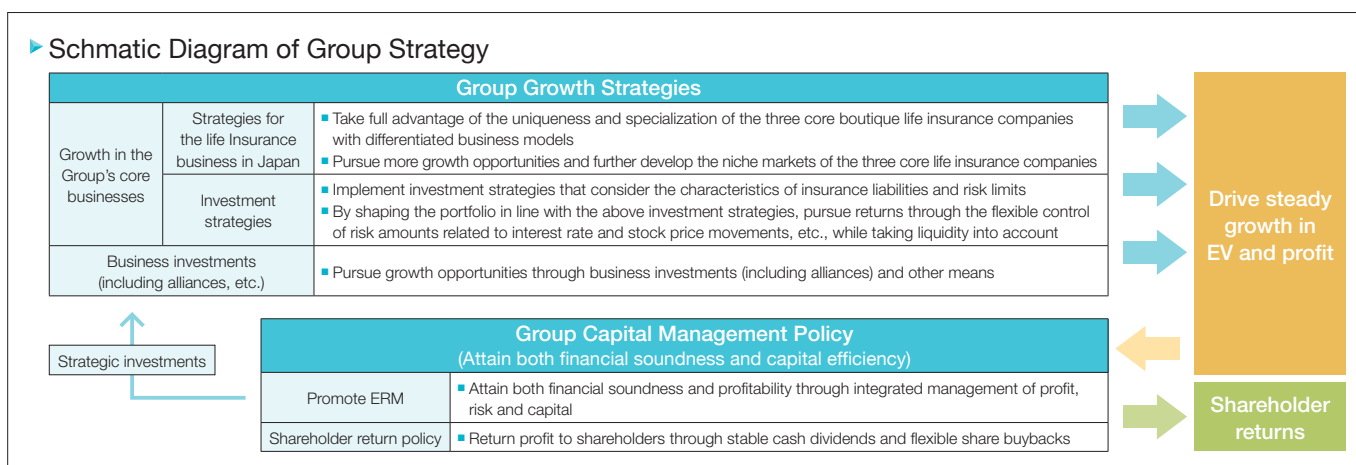 Schmatic Diagram of Group Strategy
Group Growth Strategies
Growth in the
Group's core
businesses
Strategies for
the life Insurance
business in Japan
■ Take full advantage of the uniqueness and specialization of the three core boutique life insurance companies
with differentiated business models
■ Pursue more growth opportunities and further develop the niche markets of the three core life insurance companies
Investment
strategies
■ Implement investment strategies that consider the characteristics of insurance liabilities and risk limits
■ By shaping the portfolio in line with the above investment strategies, pursue returns through the flexible control
of risk amounts related to interest rate and stock price movements, etc., while taking liquidity into account
Business investments
(including alliances, etc.)
■ Pursue growth opportunities through business investments (including alliances) and other means
Drive steady
growth in
EV and profit
Strategic investments
Group Capital Management Policy
(Attain both financial soundness and capital efficiency)
Promote ERM
■ Attain both financial soundness and profitability through integrated management of profit,
risk and capital
Shareholder return policy
■ Return profit to shareholders through stable cash dividends and flexible share buybacks
Shareholder
returns